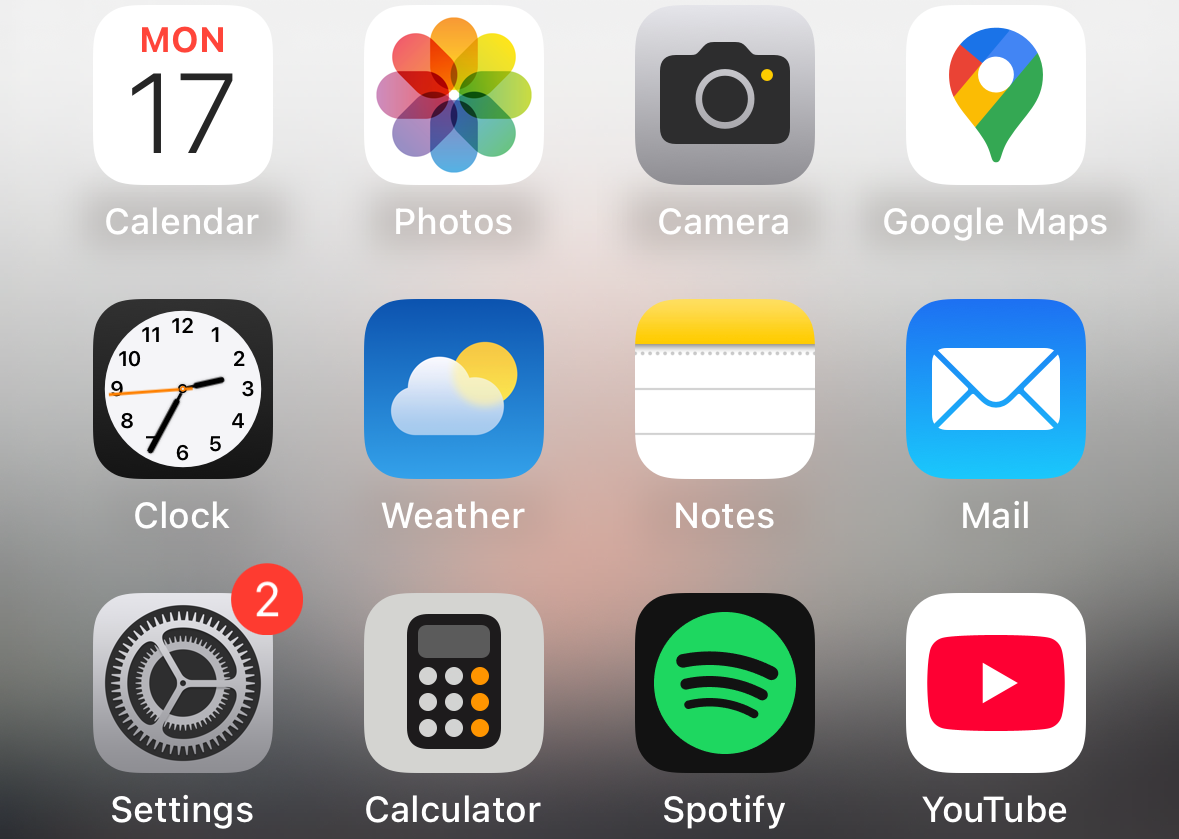 MON
17
Calendar
Photos
Camera
Google Maps
12
11
1
10
2
9
3
8
4
7
5
6
Clock
Weather
Notes
Mail
2
Settings
Calculator
Spotify
YouTube